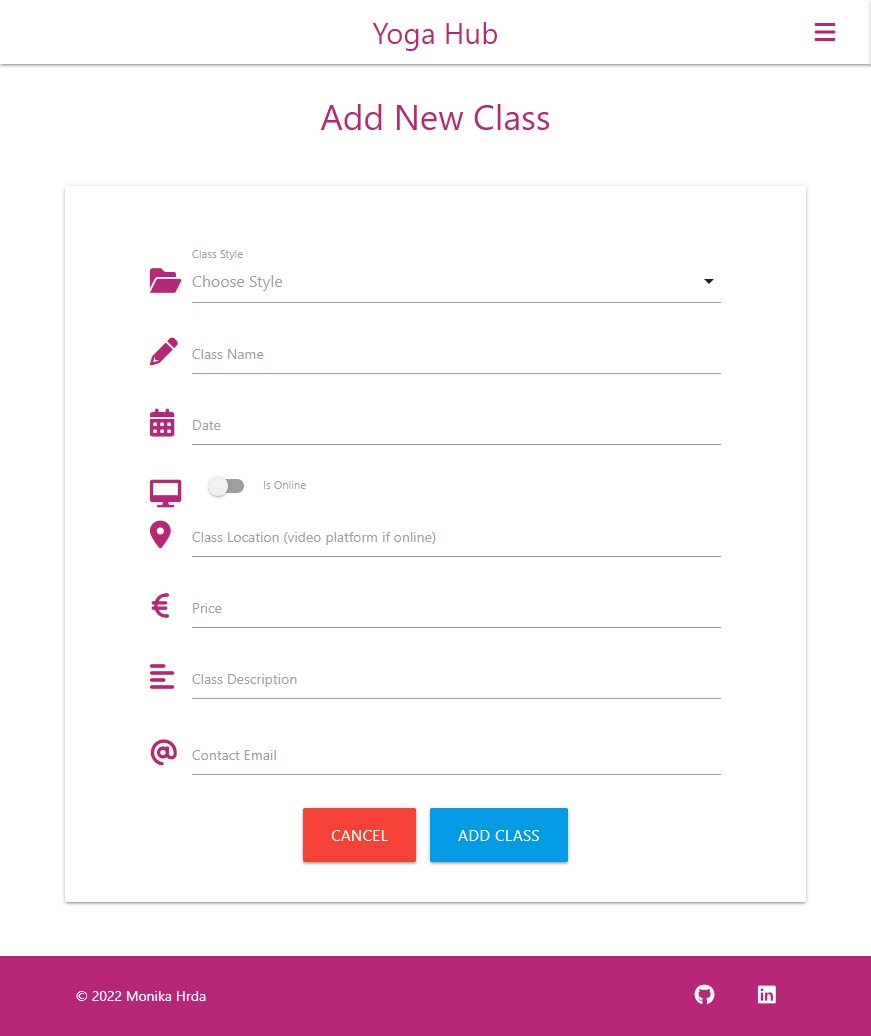 Yoga Hub
Add New Class
Class Style
Choose Style
Class Name
Date
Is Online
Class Location (video platform if online)
Price
Class Description
Contact Email
CANCEL
ADD CLASS
© 2022 Monika Hrda